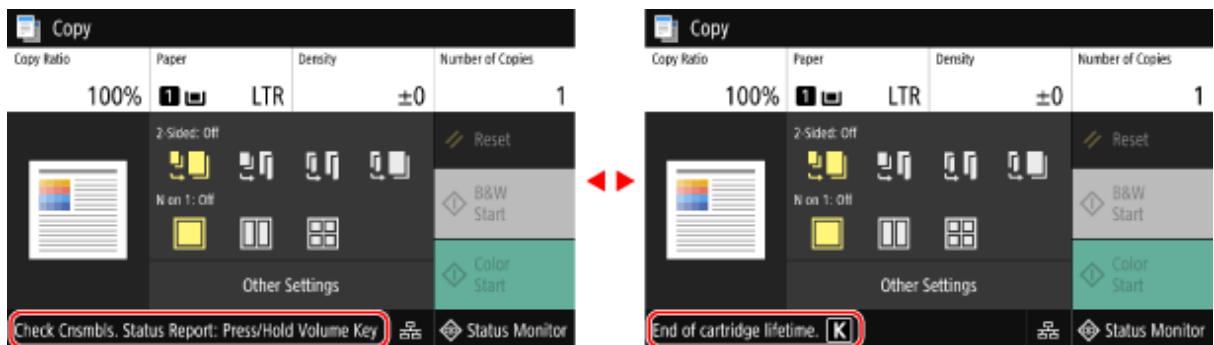 Copy
Copy Ratio
Paper
Density
Number of Copies
100%
1
LTR
±0
1
2-Sided: Off
N on 1: Off
Other Settings
Reset
B&W
Start
Color
Start
Check Cnsmbls. Status Report: Press/Hold Volume Key
Status Monitor
Copy
Copy Ratio
Paper
Density
Number of Copies
100%
1
LTR
±0
1
2-Sided: Off
N on 1: Off
Other Settings
Reset
B&W
Start
Color
Start
End of cartridge lifetime. K
Status Monitor